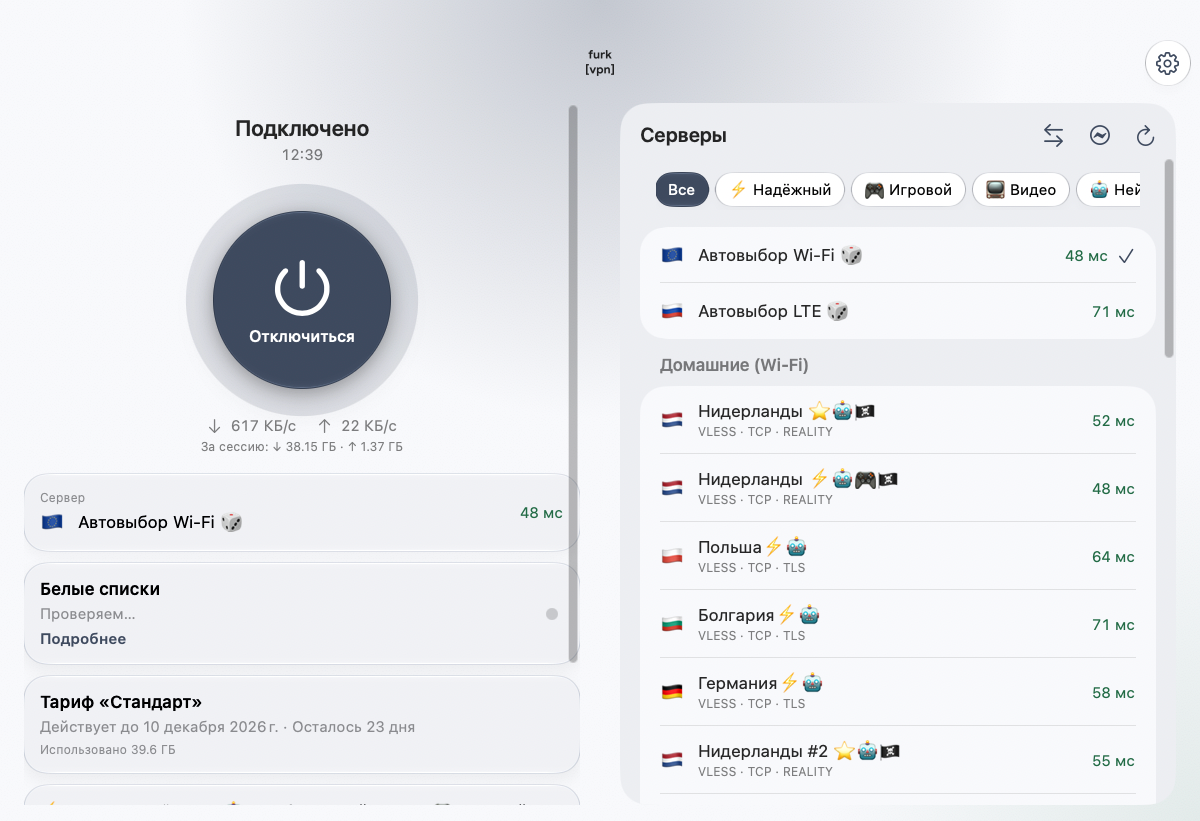 furk
[vpn]
Подключено
12:39
Отключиться
↓ 617 КБ/с ↑ 22 КБ/с
За сессию: ↓ 38.15 ГБ · ↑ 1.37 ГБ
Сервер
Автовыбор Wi-Fi 🎲 48 мс
Белые списки
Проверяем...
Подробнее
Тариф «Стандарт»
Действует до 10 декабря 2026 г. · Осталось 23 дня
Использовано 39.6 ГБ
Серверы
Все ⚡ Надёжный 🎮 Игровой 📺 Видео 🤖 Ней
Автовыбор Wi-Fi 🎲 48 мс ✓
Автовыбор LTE 🎲 71 мс
Домашние (Wi-Fi)
Нидерланды ⭐🤖🏴‍☠️ 52 мс
VLESS · TCP · REALITY
Нидерланды ⚡🤖🎮🏴‍☠️ 48 мс
VLESS · TCP · REALITY
Польша ⚡🤖 64 мс
VLESS · TCP · TLS
Болгария ⚡🤖 71 мс
VLESS · TCP · TLS
Германия ⚡🤖 58 мс
VLESS · TCP · TLS
Нидерланды #2 ⭐🤖🏴‍☠️ 55 мс
VLESS · TCP · REALITY